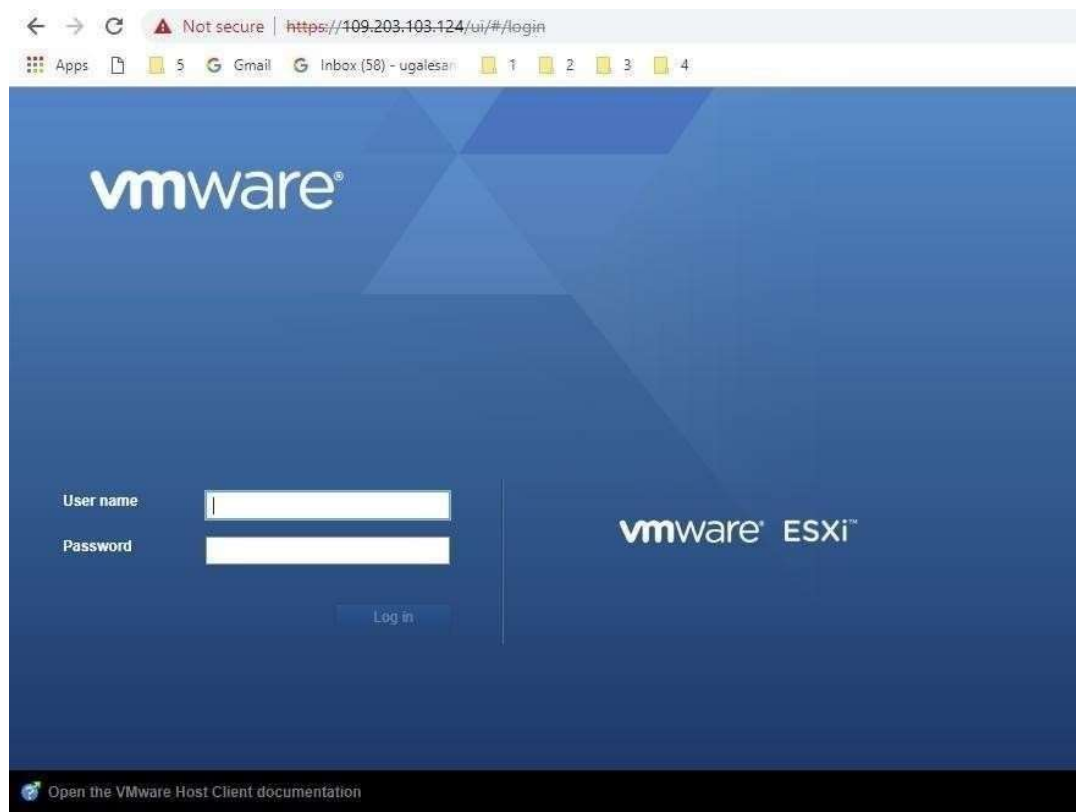 Not secure | https://109.203.103.124/ui/#/login
Apps 5 Gmail Inbox (58) - ugalesan 1 2 3 4
vmware®
User name
Password
Log in
vmware® ESXi™
Open the VMware Host Client documentation